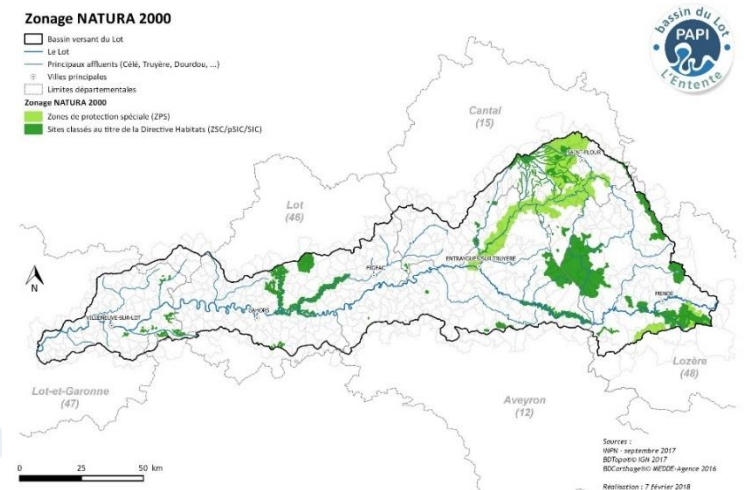 Zonage NATURA 2000
Bassin versant du Lot
Le Lot
Principaux affluents (Célé, Truyère, Dourdou, ...)
Villes principales
Limites départementales
Zonage NATURA 2000
Zones de protection spéciale (ZPS)
Sites classés au titre de la Directive Habitats (ZSC/pSIC/SIC)
bassin du Lot
PAPI
L'Entente
Cantal
(15)
SAINT-FLOUR
Lot
(46)
ENTRAYGUES-SUR-TRUYERE
FIGEAC
N
MENDE
CAHORS
VILLENEUVE-SUR-LOT
Lozère
(48)
Lot-et-Garonne
(47)
Aveyron
(12)
0 25 50 km
Sources :
INPN - septembre 2017
BDTopo© IGN 2017
BDCarthage©© MEDDE-Agence 2016
Réalisation : 7 février 2018